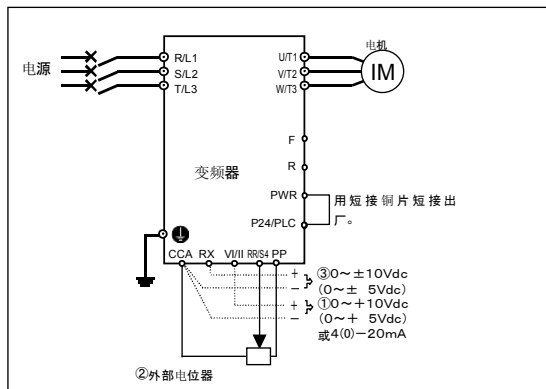 电源
R/L1
S/L2
T/L3
U/T1
V/T2
W/T3
电机
IM
F
R
变频器
PWR
P24/PLC
用短接铜片短接出
厂。
CCA RX VI/II RR/S4 PP
+ ③0～±10Vdc
− (0～± 5Vdc)
+ ①0～+10Vdc
− (0～+ 5Vdc)
或4(0)−20mA
②外部电位器